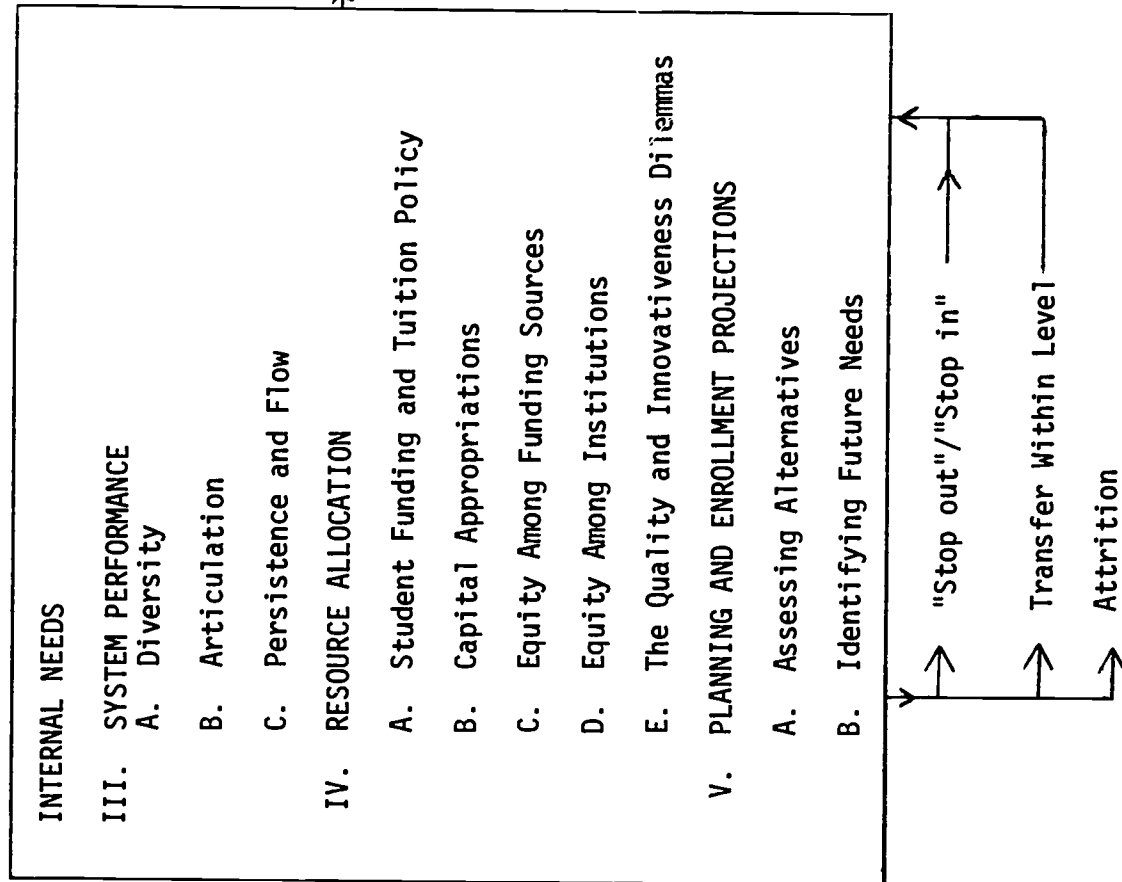 INTERNAL NEEDS
III. SYSTEM PERFORMANCE
A. Diversity
B. Articulation
C. Persistence and Flow
IV. RESOURCE ALLOCATION
A. Student Funding and Tuition Policy
B. Capital Appropriations
C. Equity Among Funding Sources
D. Equity Among Institutions
E. The Quality and Innovativeness Dilemmas
V. PLANNING AND ENROLLMENT PROJECTIONS
A. Assessing Alternatives
B. Identifying Future Needs
"Stop out"/"Stop in"
Transfer Within Level
Attrition